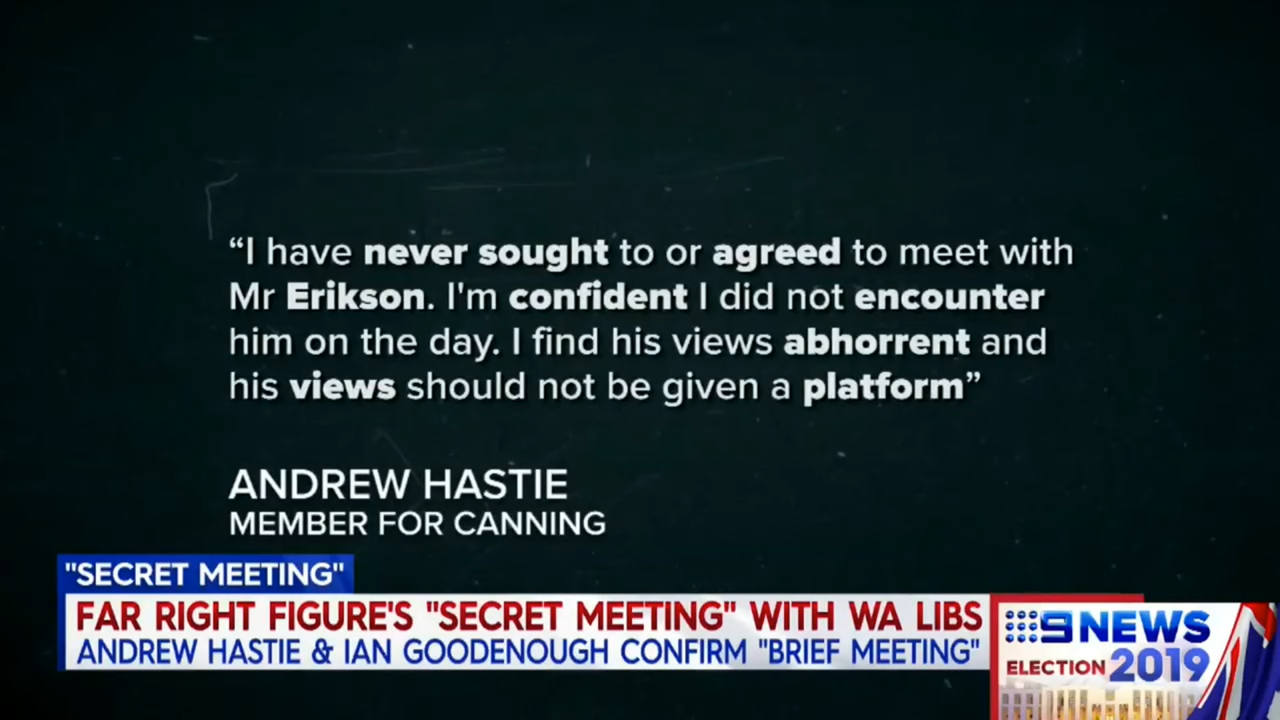 “I have never sought to or agreed to meet with
Mr Erikson. I'm confident I did not encounter
him on the day. I find his views abhorrent and
his views should not be given a platform”
ANDREW HASTIE
MEMBER FOR CANNING
"SECRET MEETING"
FAR RIGHT FIGURE'S "SECRET MEETING" WITH WA LIBS
ANDREW HASTIE & IAN GOODENOUGH CONFIRM "BRIEF MEETING"
9NEWS
ELECTION 2019